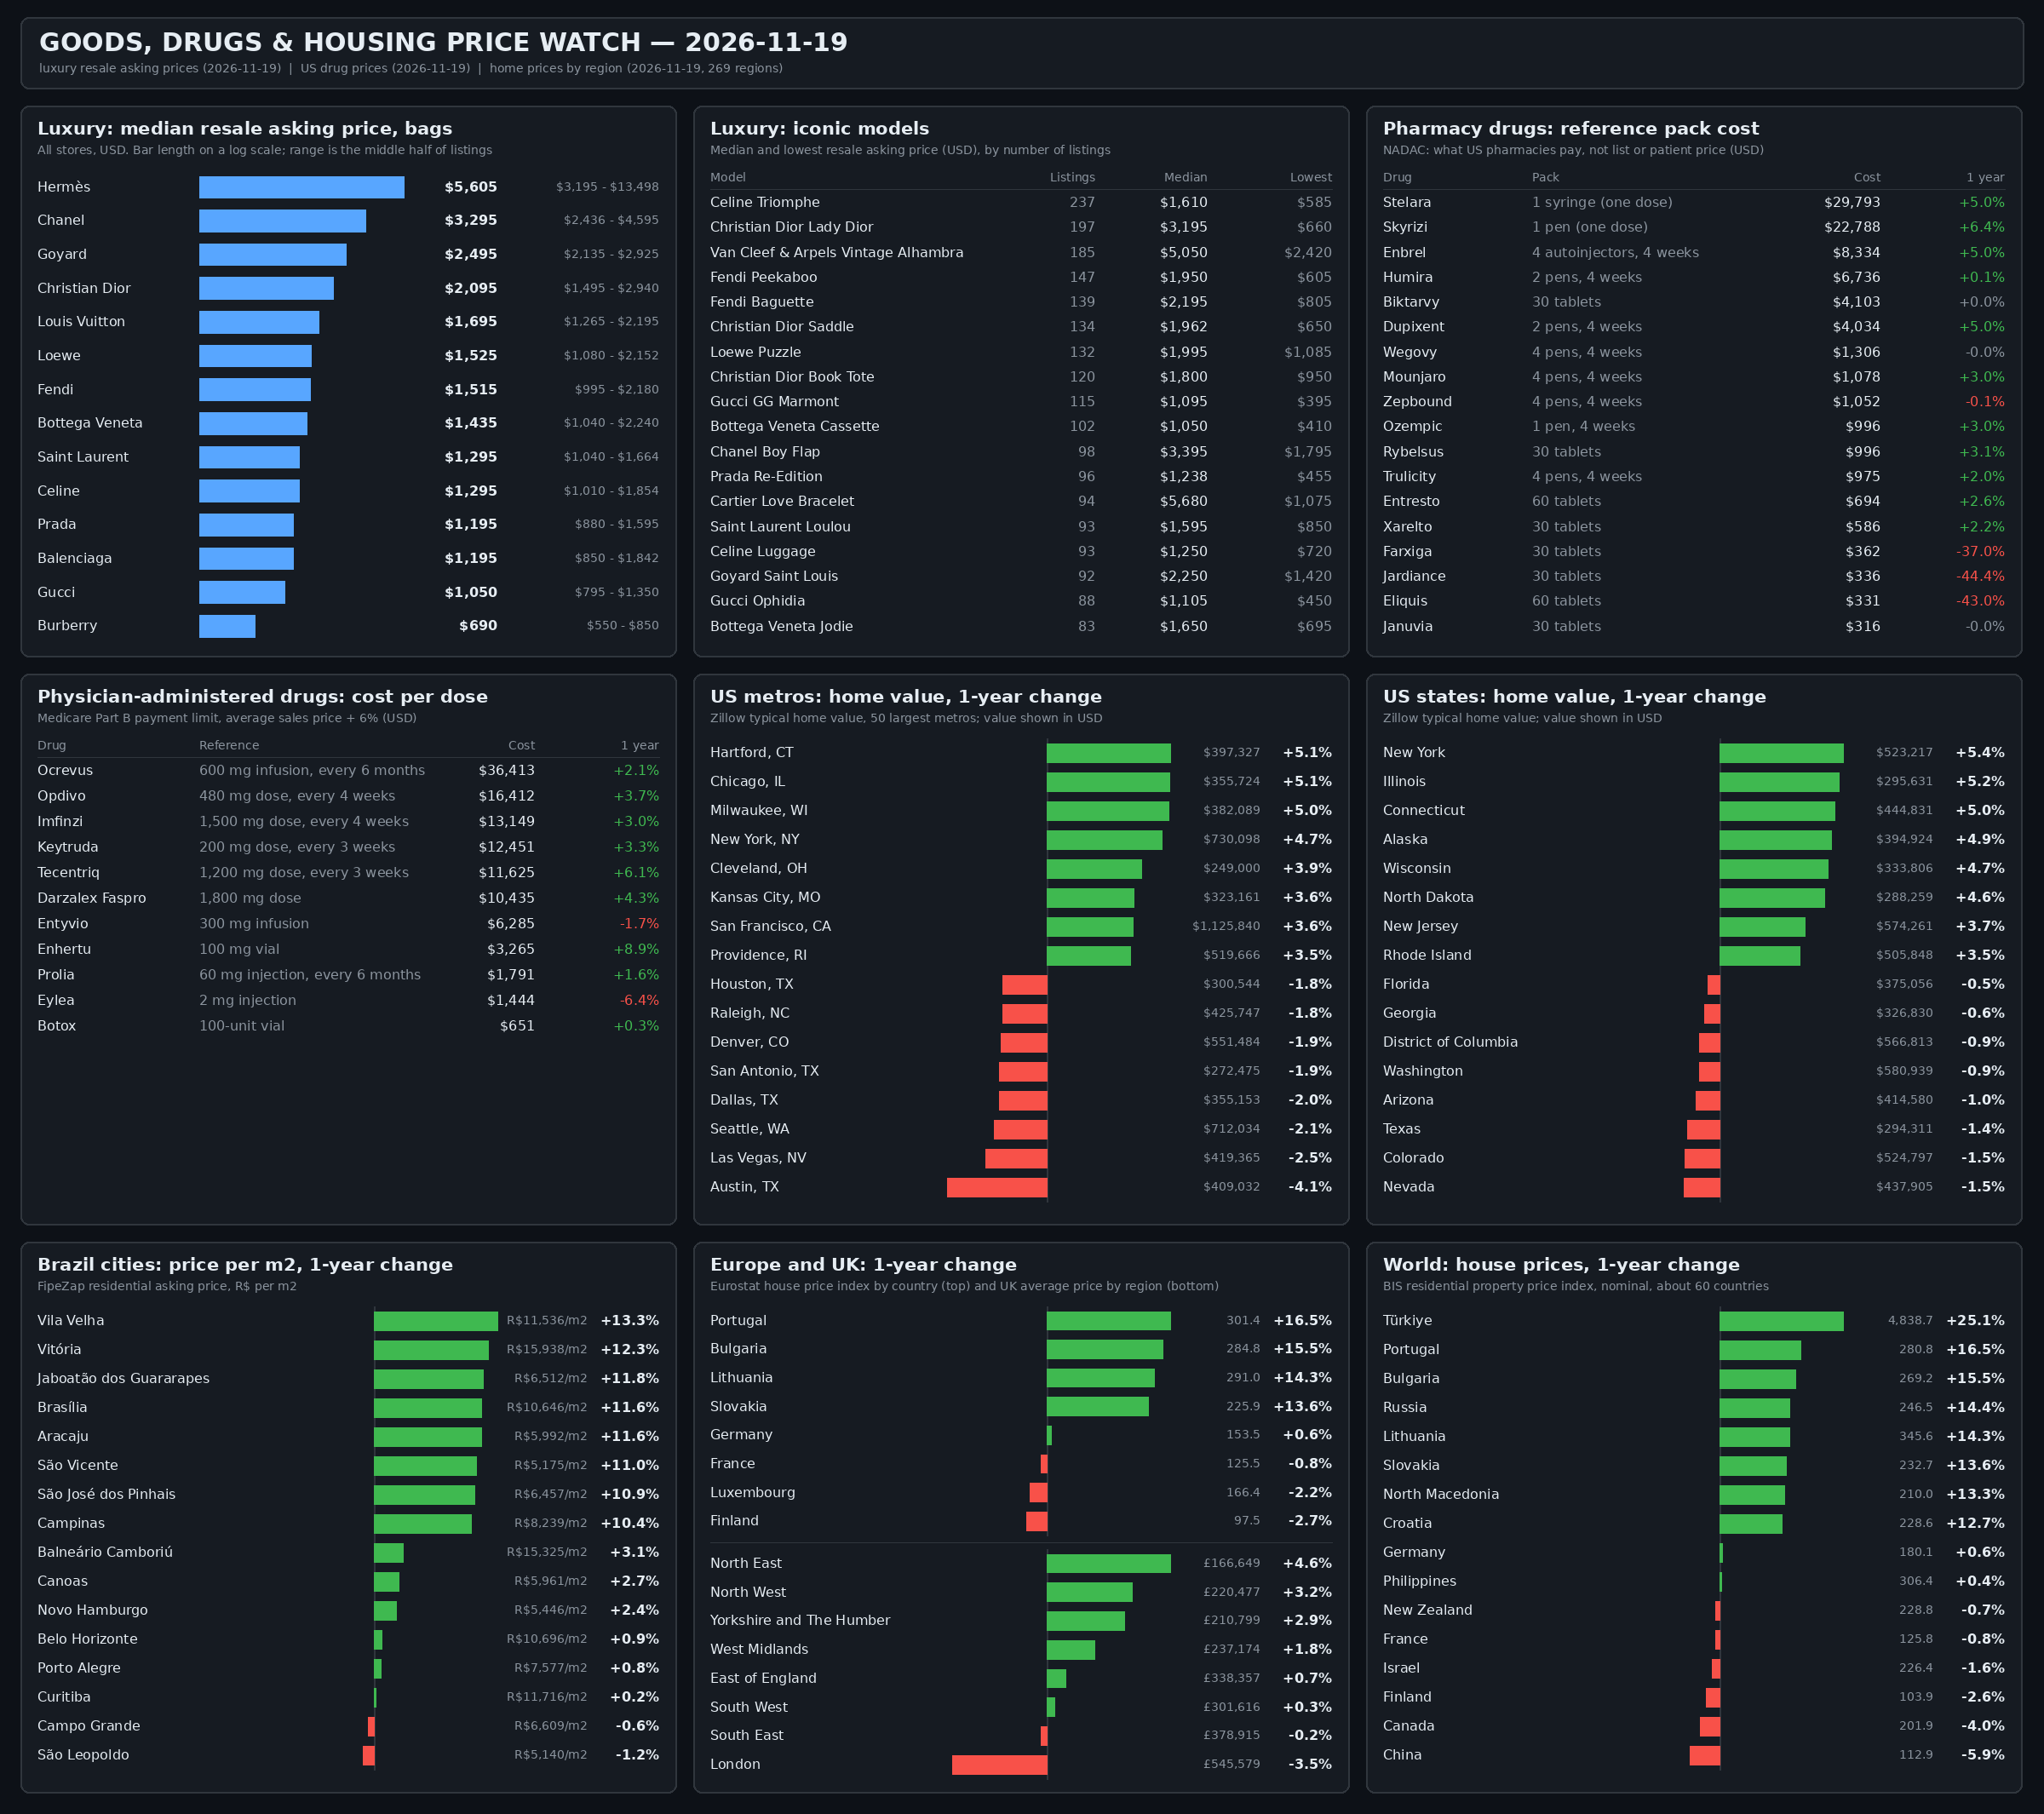 GOODS, DRUGS & HOUSING PRICE WATCH — 2026-11-19
luxury resale asking prices (2026-11-19) | US drug prices (2026-11-19) | home prices by region (2026-11-19, 269 regions)
Luxury: median resale asking price, bags
All stores, USD. Bar length on a log scale; range is the middle half of listings
Hermès $5,605 $3,195 - $13,498
Chanel $3,295 $2,436 - $4,595
Goyard $2,495 $2,135 - $2,925
Christian Dior $2,095 $1,495 - $2,940
Louis Vuitton $1,695 $1,265 - $2,195
Loewe $1,525 $1,080 - $2,152
Fendi $1,515 $995 - $2,180
Bottega Veneta $1,435 $1,040 - $2,240
Saint Laurent $1,295 $1,040 - $1,664
Celine $1,295 $1,010 - $1,854
Prada $1,195 $880 - $1,595
Balenciaga $1,195 $850 - $1,842
Gucci $1,050 $795 - $1,350
Burberry $690 $550 - $850
Luxury: iconic models
Median and lowest resale asking price (USD), by number of listings
Model Listings Median Lowest
Celine Triomphe 237 $1,610 $585
Christian Dior Lady Dior 197 $3,195 $660
Van Cleef & Arpels Vintage Alhambra 185 $5,050 $2,420
Fendi Peekaboo 147 $1,950 $605
Fendi Baguette 139 $2,195 $805
Christian Dior Saddle 134 $1,962 $650
Loewe Puzzle 132 $1,995 $1,085
Christian Dior Book Tote 120 $1,800 $950
Gucci GG Marmont 115 $1,095 $395
Bottega Veneta Cassette 102 $1,050 $410
Chanel Boy Flap 98 $3,395 $1,795
Prada Re-Edition 96 $1,238 $455
Cartier Love Bracelet 94 $5,680 $1,075
Saint Laurent Loulou 93 $1,595 $850
Celine Luggage 93 $1,250 $720
Goyard Saint Louis 92 $2,250 $1,420
Gucci Ophidia 88 $1,105 $450
Bottega Veneta Jodie 83 $1,650 $695
Pharmacy drugs: reference pack cost
NADAC: what US pharmacies pay, not list or patient price (USD)
Drug Pack Cost 1 year
Stelara 1 syringe (one dose) $29,793 +5.0%
Skyrizi 1 pen (one dose) $22,788 +6.4%
Enbrel 4 autoinjectors, 4 weeks $8,334 +5.0%
Humira 2 pens, 4 weeks $6,736 +0.1%
Biktarvy 30 tablets $4,103 +0.0%
Dupixent 2 pens, 4 weeks $4,034 +5.0%
Wegovy 4 pens, 4 weeks $1,306 -0.0%
Mounjaro 4 pens, 4 weeks $1,078 +3.0%
Zepbound 4 pens, 4 weeks $1,052 -0.1%
Ozempic 1 pen, 4 weeks $996 +3.0%
Rybelsus 30 tablets $996 +3.1%
Trulicity 4 pens, 4 weeks $975 +2.0%
Entresto 60 tablets $694 +2.6%
Xarelto 30 tablets $586 +2.2%
Farxiga 30 tablets $362 -37.0%
Jardiance 30 tablets $336 -44.4%
Eliquis 60 tablets $331 -43.0%
Januvia 30 tablets $316 -0.0%
Physician-administered drugs: cost per dose
Medicare Part B payment limit, average sales price + 6% (USD)
Drug Reference Cost 1 year
Ocrevus 600 mg infusion, every 6 months $36,413 +2.1%
Opdivo 480 mg dose, every 4 weeks $16,412 +3.7%
Imfinzi 1,500 mg dose, every 4 weeks $13,149 +3.0%
Keytruda 200 mg dose, every 3 weeks $12,451 +3.3%
Tecentriq 1,200 mg dose, every 3 weeks $11,625 +6.1%
Darzalex Faspro 1,800 mg dose $10,435 +4.3%
Entyvio 300 mg infusion $6,285 -1.7%
Enhertu 100 mg vial $3,265 +8.9%
Prolia 60 mg injection, every 6 months $1,791 +1.6%
Eylea 2 mg injection $1,444 -6.4%
Botox 100-unit vial $651 +0.3%
US metros: home value, 1-year change
Zillow typical home value, 50 largest metros; value shown in USD
Hartford, CT $397,327 +5.1%
Chicago, IL $355,724 +5.1%
Milwaukee, WI $382,089 +5.0%
New York, NY $730,098 +4.7%
Cleveland, OH $249,000 +3.9%
Kansas City, MO $323,161 +3.6%
San Francisco, CA $1,125,840 +3.6%
Providence, RI $519,666 +3.5%
Houston, TX $300,544 -1.8%
Raleigh, NC $425,747 -1.8%
Denver, CO $551,484 -1.9%
San Antonio, TX $272,475 -1.9%
Dallas, TX $355,153 -2.0%
Seattle, WA $712,034 -2.1%
Las Vegas, NV $419,365 -2.5%
Austin, TX $409,032 -4.1%
US states: home value, 1-year change
Zillow typical home value; value shown in USD
New York $523,217 +5.4%
Illinois $295,631 +5.2%
Connecticut $444,831 +5.0%
Alaska $394,924 +4.9%
Wisconsin $333,806 +4.7%
North Dakota $288,259 +4.6%
New Jersey $574,261 +3.7%
Rhode Island $505,848 +3.5%
Florida $375,056 -0.5%
Georgia $326,830 -0.6%
District of Columbia $566,813 -0.9%
Washington $580,939 -0.9%
Arizona $414,580 -1.0%
Texas $294,311 -1.4%
Colorado $524,797 -1.5%
Nevada $437,905 -1.5%
Brazil cities: price per m2, 1-year change
FipeZap residential asking price, R$ per m2
Vila Velha R$11,536/m2 +13.3%
Vitória R$15,938/m2 +12.3%
Jaboatão dos Guararapes R$6,512/m2 +11.8%
Brasília R$10,646/m2 +11.6%
Aracaju R$5,992/m2 +11.6%
São Vicente R$5,175/m2 +11.0%
São José dos Pinhais R$6,457/m2 +10.9%
Campinas R$8,239/m2 +10.4%
Balneário Camboriú R$15,325/m2 +3.1%
Canoas R$5,961/m2 +2.7%
Novo Hamburgo R$5,446/m2 +2.4%
Belo Horizonte R$10,696/m2 +0.9%
Porto Alegre R$7,577/m2 +0.8%
Curitiba R$11,716/m2 +0.2%
Campo Grande R$6,609/m2 -0.6%
São Leopoldo R$5,140/m2 -1.2%
Europe and UK: 1-year change
Eurostat house price index by country (top) and UK average price by region (bottom)
Portugal 301.4 +16.5%
Bulgaria 284.8 +15.5%
Lithuania 291.0 +14.3%
Slovakia 225.9 +13.6%
Germany 153.5 +0.6%
France 125.5 -0.8%
Luxembourg 166.4 -2.2%
Finland 97.5 -2.7%
North East £166,649 +4.6%
North West £220,477 +3.2%
Yorkshire and The Humber £210,799 +2.9%
West Midlands £237,174 +1.8%
East of England £338,357 +0.7%
South West £301,616 +0.3%
South East £378,915 -0.2%
London £545,579 -3.5%
World: house prices, 1-year change
BIS residential property price index, nominal, about 60 countries
Türkiye 4,838.7 +25.1%
Portugal 280.8 +16.5%
Bulgaria 269.2 +15.5%
Russia 246.5 +14.4%
Lithuania 345.6 +14.3%
Slovakia 232.7 +13.6%
North Macedonia 210.0 +13.3%
Croatia 228.6 +12.7%
Germany 180.1 +0.6%
Philippines 306.4 +0.4%
New Zealand 228.8 -0.7%
France 125.8 -0.8%
Israel 226.4 -1.6%
Finland 103.9 -2.6%
Canada 201.9 -4.0%
China 112.9 -5.9%